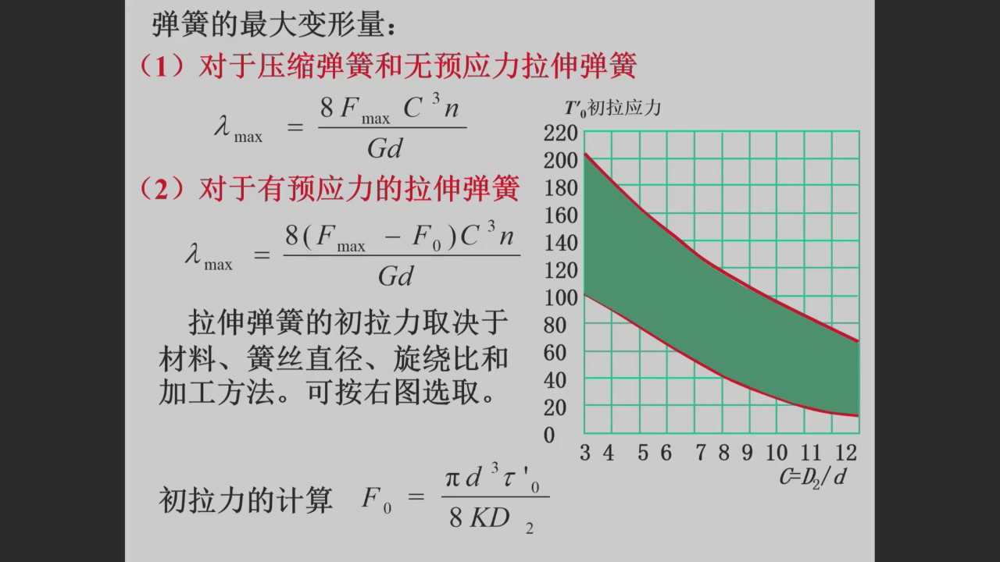 弹簧的最大变形量：
（1）对于压缩弹簧和无预应力拉伸弹簧
λmax = 8FmaxC³n / Gd
（2）对于有预应力的拉伸弹簧
λmax = 8(Fmax − F0)C³n / Gd
拉伸弹簧的初拉力取决于
材料、簧丝直径、旋绕比和
加工方法。可按右图选取。
初拉力的计算 F0 = πd³τ'0 / 8KD2
T′0初拉应力
220
200
180
160
140
120
100
80
60
40
20
0
3 4 5 6 7 8 9 10 11 12
C=D2/d